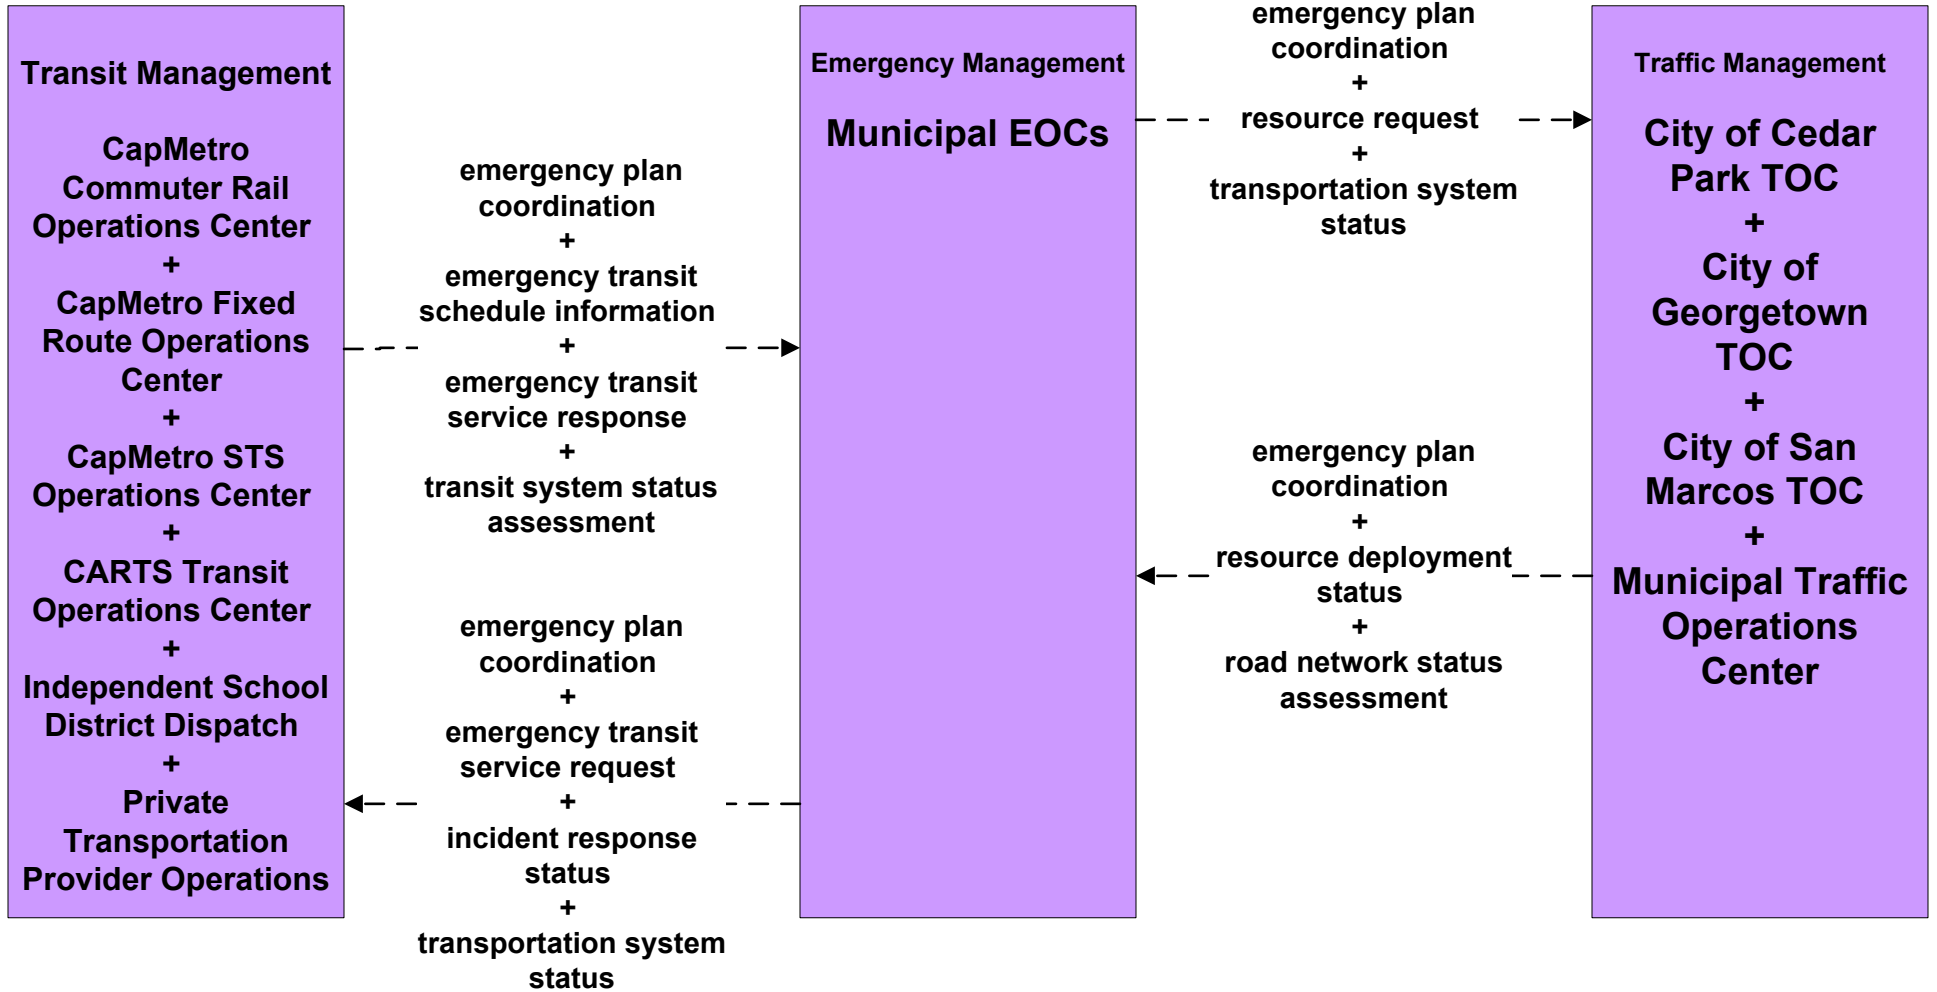 Transit Management
CapMetro
Commuter Rail
Operations Center
+
CapMetro Fixed
Route Operations
Center
+
CapMetro STS
Operations Center
+
CARTS Transit
Operations Center
+
Independent School
District Dispatch
+
Private
Transportation
Provider Operations
emergency plan
coordination
+
emergency transit
schedule information
+
emergency transit
service response
+
transit system status
assessment
emergency plan
coordination
+
emergency transit
service request
+
incident response
status
+
transportation system
status
Emergency Management
Municipal EOCs
emergency plan
coordination
+
resource request
+
transportation system
status
emergency plan
coordination
+
resource deployment
status
+
road network status
assessment
Traffic Management
City of Cedar
Park TOC
+
City of
Georgetown
TOC
+
City of San
Marcos TOC
+
Municipal Traffic
Operations
Center